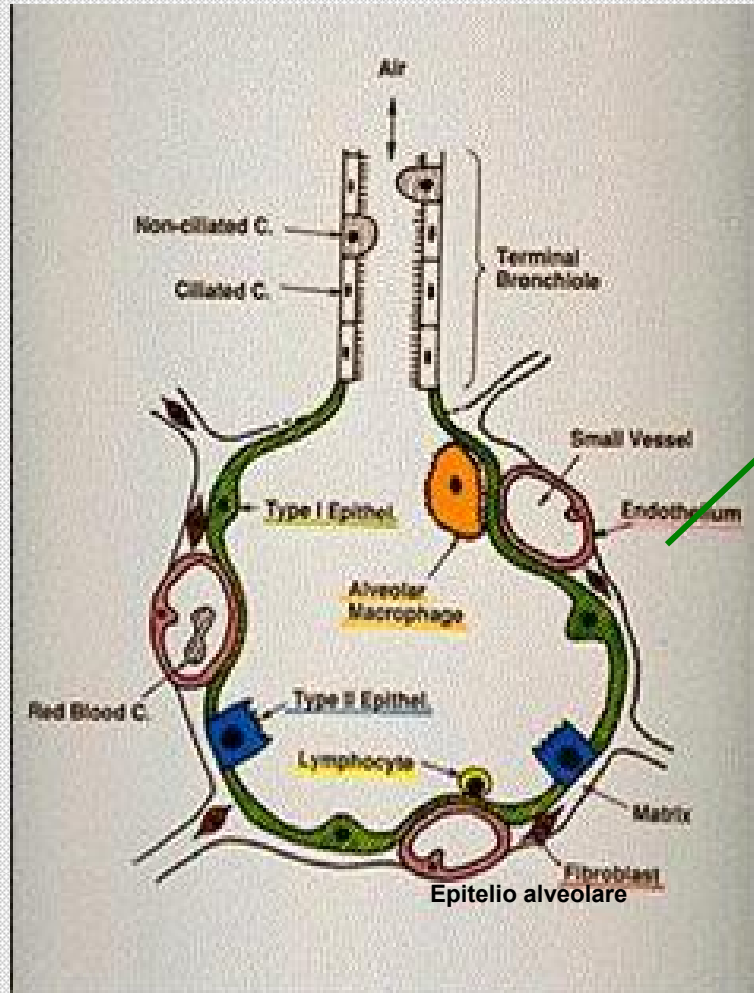 Air
Non-ciliated C.
Ciliated C.
Terminal
Bronchiole
Small Vessel
Type I Epithel.
Endothelium
Alveolar
Macrophage
Red Blood C.
Type II Epithel.
Lymphocyte
Matrix
Fibroblast
Epitelio alveolare